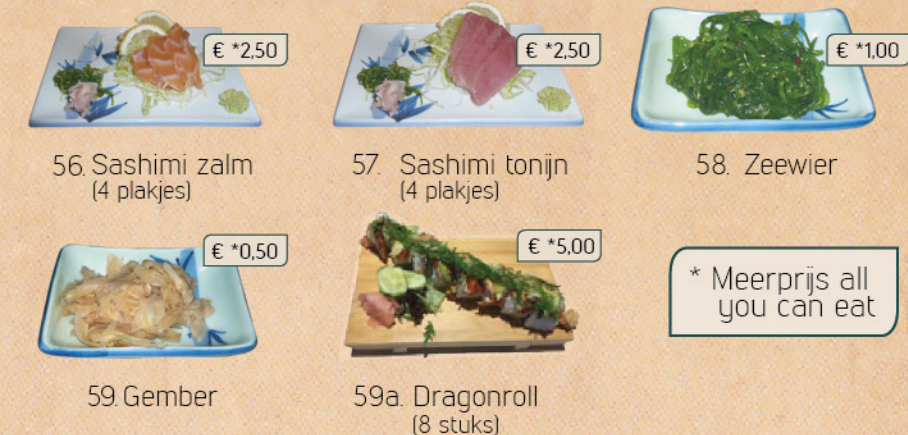 € *2,50
€ *2,50
€ *1,00
56. Sashimi zalm
(4 plakjes)
57. Sashimi tonijn
(4 plakjes)
58. Zeewier
€ *0,50
€ *5,00
* Meerprijs all
you can eat
59. Gember
59a. Dragonroll
(8 stuks)